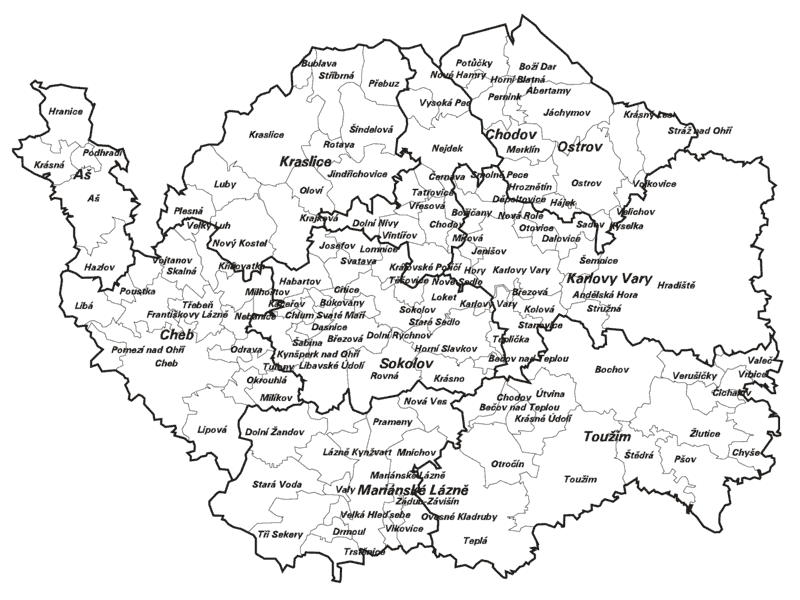 Bublava
Stříbrná
Přebuz
Potůčky
Nové Hamry
Boží Dar
Horní Blatná
Abertamy
Pernink
Vysoká Pec
Jáchymov
Krásný Les
Stráž nad Ohří
Hranice
Kraslice
Šindelová
Rotava
Nejdek
Chodov
Merklín
Ostrov
Podhradí
Krásná
Aš
Kraslice
Jindřichovice
Černava
Smolné Pece
Hroznětín
Ostrov
Vojkovice
Aš
Luby
Oloví
Tatrovice
Děpoltovice
Hájek
Vřesová
Plesná
Krajková
Božičany
Nová Role
Velichov
Velký Luh
Dolní Nivy
Chodov
Otovice
Sadov
Kyselka
Vintířov
Mírová
Dalovice
Nový Kostel
Josefov
Lomnice
Jenišov
Vojtanov
Svatava
Šemnice
Hazlov
Skalná
Křižovatka
Královské Poříčí
Hory
Karlovy Vary
Karlovy Vary
Hradiště
Habartov
Těšovice
Nové Sedlo
Libá
Poustka
Milhostov
Citice
Loket
Březová
Andělská Hora
Třebeň
Kaceřov
Bukovany
Karlovy Vary
Stružná
Františkovy Lázně
Nebanice
Chlum Svaté Maří
Sokolov
Kolová
Staré Sedlo
Stanovice
Cheb
Dasnice
Dolní Rychnov
Teplička
Šabina
Březová
Pomezí nad Ohří
Odrava
Kynšperk nad Ohří
Horní Slavkov
Bečov nad Teplou
Cheb
Tuřany
Libavské Údolí
Sokolov
Bochov
Valeč
Okrouhlá
Rovná
Krásno
Verušičky
Vrbice
Milíkov
Nová Ves
Chodov
Útvina
Čichalov
Bečov nad Teplou
Krásné Údolí
Lipová
Dolní Žandov
Prameny
Toužim
Žlutice
Lázně Kynžvart
Mnichov
Otročín
Štědrá
Pšov
Chyše
Mariánské Lázně
Toužim
Stará Voda
Valy
Mariánské Lázně
Zádub-Závišín
Velká Hleďsebe
Ovesné Kladruby
Tři Sekery
Drmoul
Vlkovice
Teplá
Trstěnice